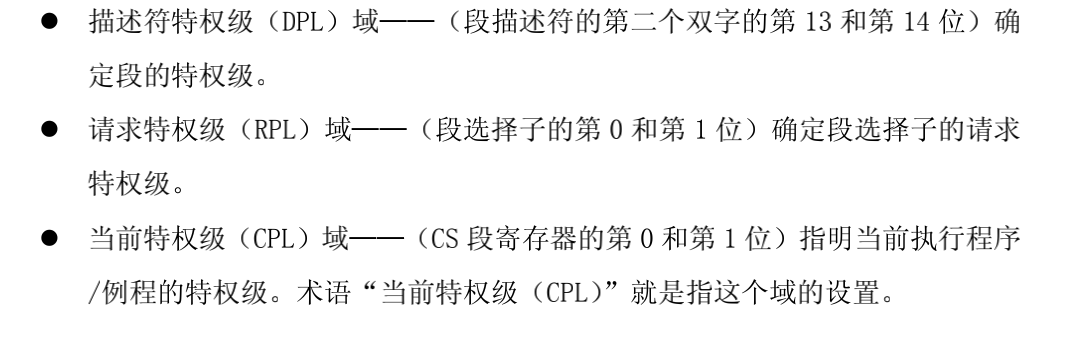 ● 描述符特权级（DPL）域——（段描述符的第二个双字的第 13 和第 14 位）确
定段的特权级。
● 请求特权级（RPL）域——（段选择子的第 0 和第 1 位）确定段选择子的请求
特权级。
● 当前特权级（CPL）域——（CS 段寄存器的第 0 和第 1 位）指明当前执行程序
/例程的特权级。术语“当前特权级（CPL）”就是指这个域的设置。